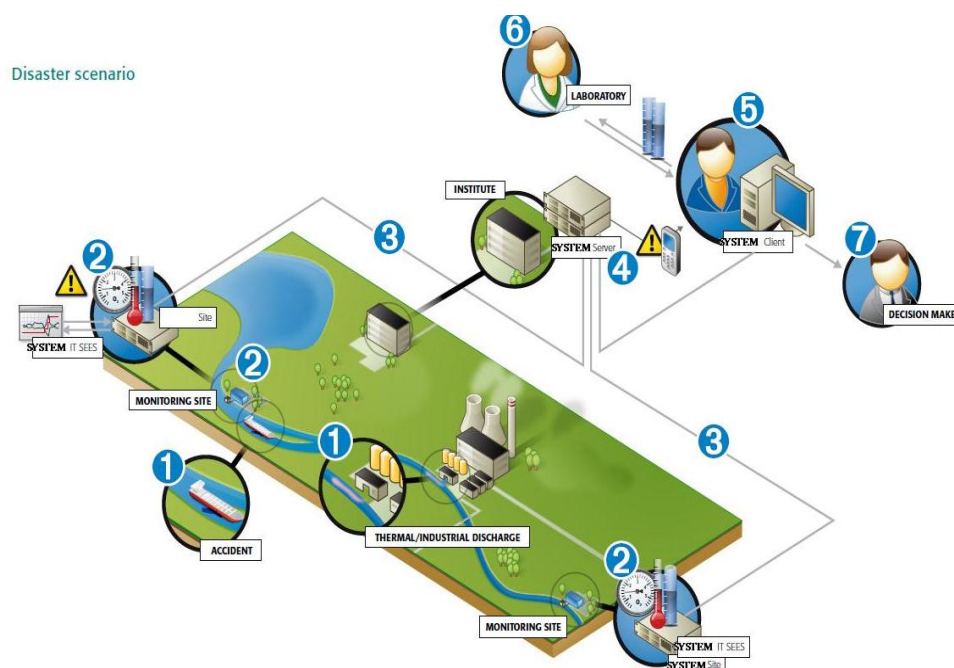 Disaster scenario
6
LABORATORY
5
INSTITUTE
SYSTEM Server
SYSTEM Client
3
4
7
DECISION MAKE
2
Site
SYSTEM IT SEES
2
MONITORING SITE
1
1
3
ACCIDENT
THERMAL/INDUSTRIAL DISCHARGE
2
MONITORING SITE
SYSTEM IT SEES
SYSTEM Site